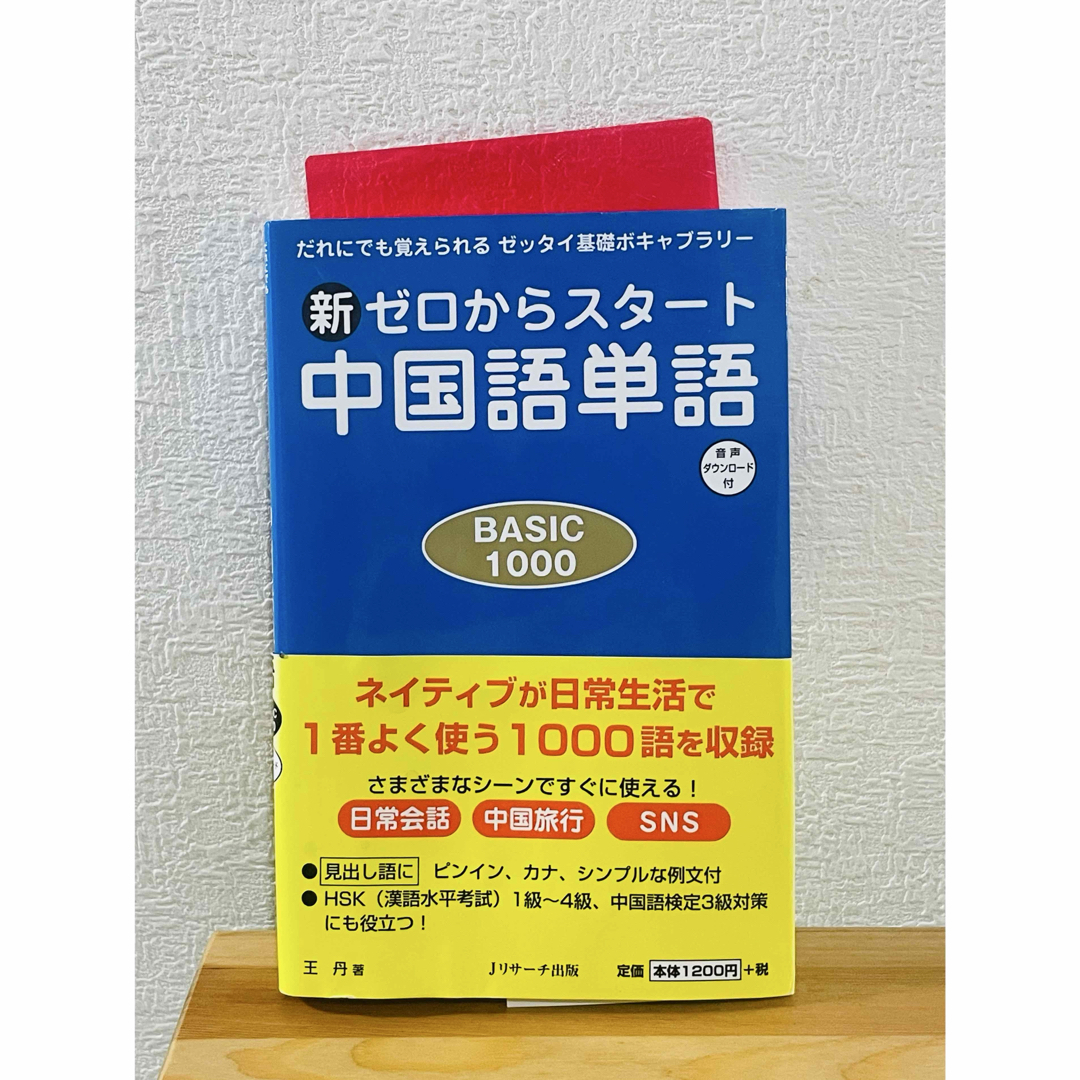 だれにでも覚えられる ゼッタイ基礎ボキャブラリー
新 ゼロからスタート
中国語単語
音声
ダウンロード
付
BASIC
1000
ネイティブが日常生活で
1番よく使う1000語を収録
さまざまなシーンですぐに使える！
日常会話 中国旅行 SNS
●見出し語に ピンイン、カナ、シンプルな例文付
●HSK（漢語水平考試）1級～4級、中国語検定3級対策
にも役立つ！
王 丹 著 Jリサーチ出版 定価 本体1200円 +税